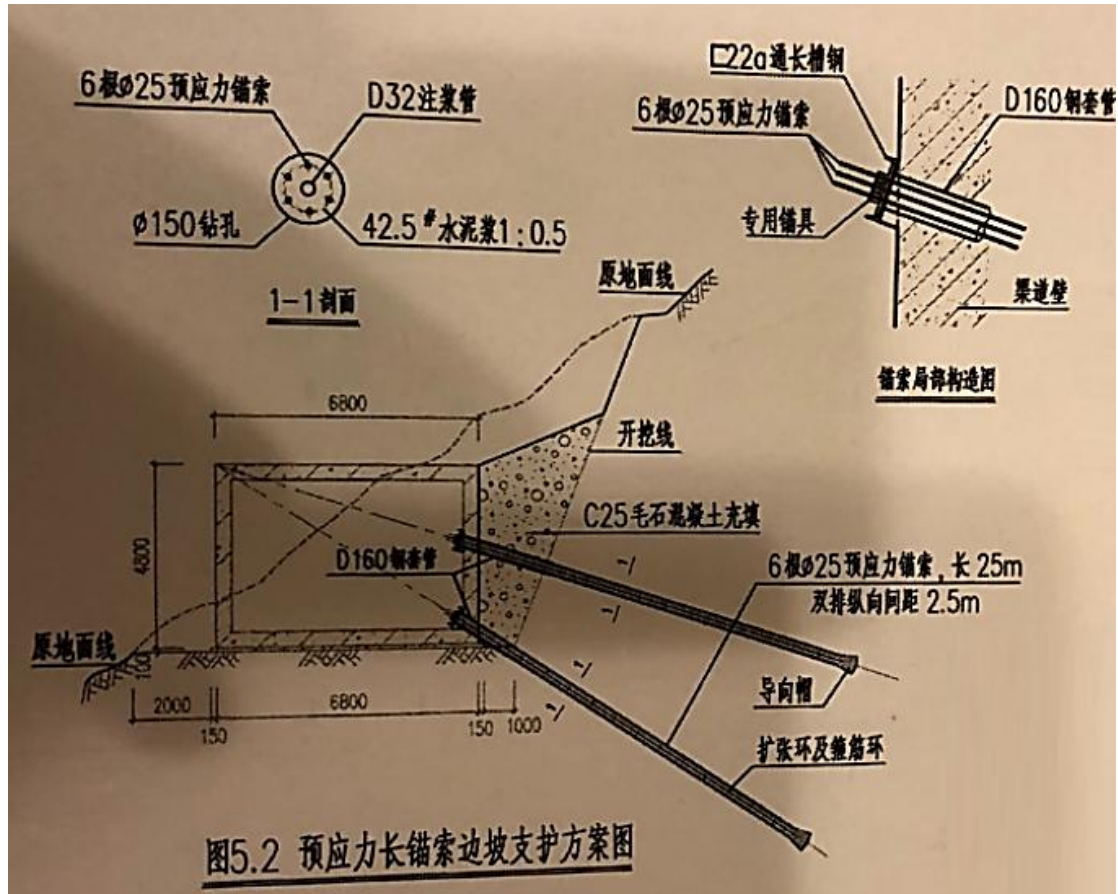 6根ø25预应力锚索
D32注浆管
ø150钻孔
42.5#水泥浆1:0.5
1-1剖面
[22a通长槽钢
6根ø25预应力锚索
D160钢套管
专用锚具
渠道壁
锚索局部构造图
原地面线
6800
开挖线
C25毛石混凝土充填
4800
D160钢套管
6根ø25预应力锚索,长25m
双排纵向间距2.5m
1
1
原地面线
100
1
1
导向帽
2000
6800
150
150
1000
扩张环及箍筋环
图5.2 预应力长锚索边坡支护方案图